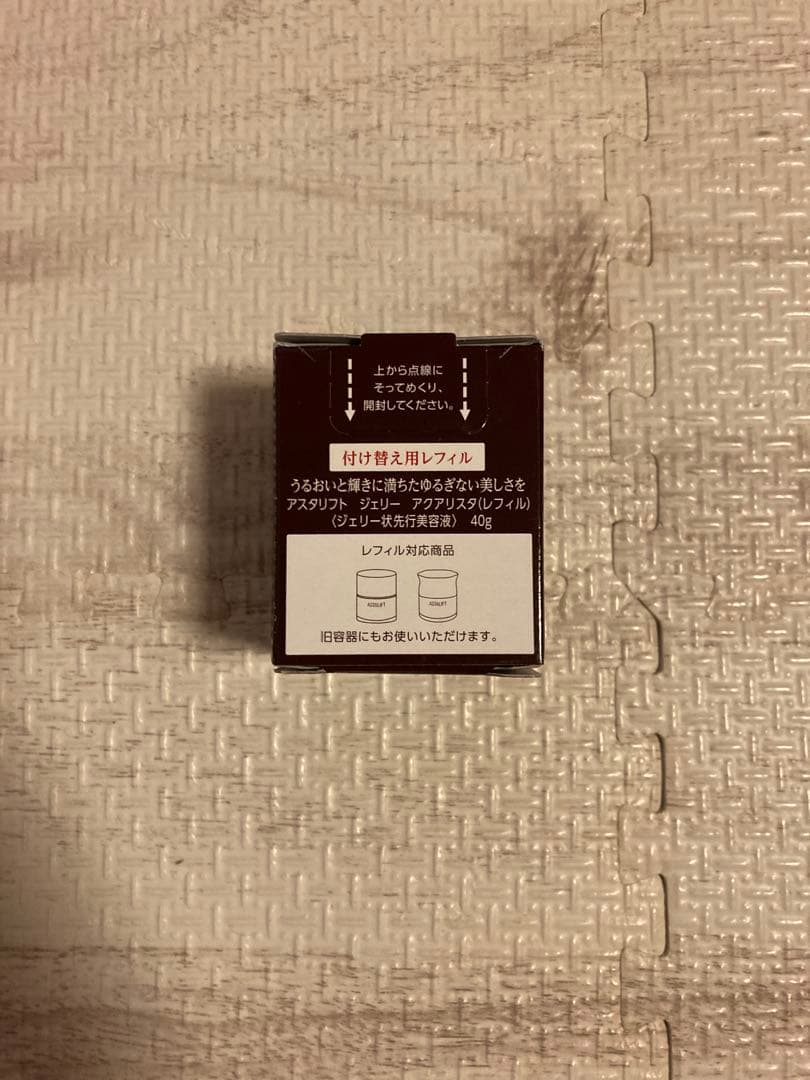 上から点線に
そってめくり、
開封してください。
付け替え用レフィル
うるおいと輝きに満ちたゆるぎない美しさを
アスタリフト ジェリー アクアリスタ(レフィル)
〈ジェリー状先行美容液〉 40g
レフィル対応商品
ASTALIFT ASTALIFT
旧容器にもお使いいただけます。